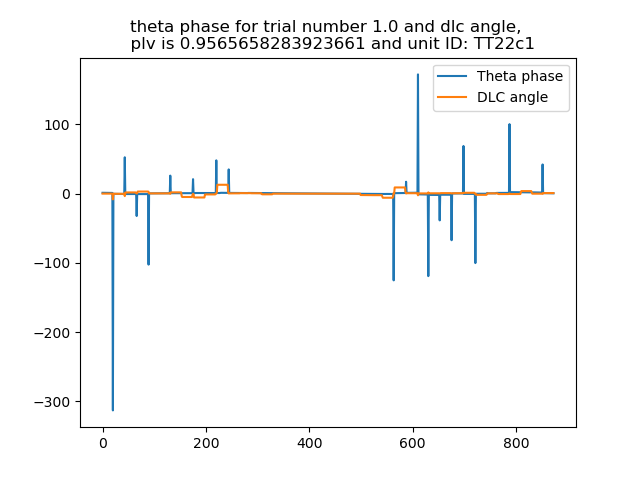 theta phase for trial number 1.0 and dlc angle,
plv is 0.9565658283923661 and unit ID: TT22c1
Theta phase
DLC angle
100
0
−100
−200
−300
0
200
400
600
800